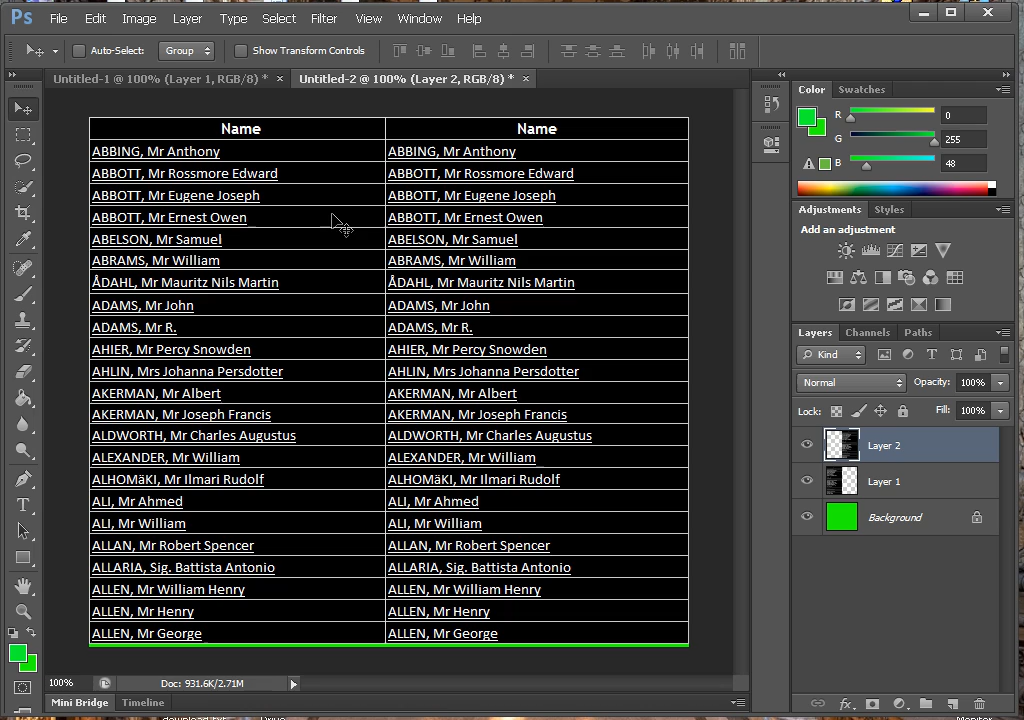 Ps File Edit Image Layer Type Select Filter View Window Help
Auto-Select: Group Show Transform Controls
Untitled-1 @ 100% (Layer 1, RGB/8) * × Untitled-2 @ 100% (Layer 2, RGB/8) * ×
Name Name
ABBING, Mr Anthony ABBING, Mr Anthony
ABBOTT, Mr Rossmore Edward ABBOTT, Mr Rossmore Edward
ABBOTT, Mr Eugene Joseph ABBOTT, Mr Eugene Joseph
ABBOTT, Mr Ernest Owen ABBOTT, Mr Ernest Owen
ABELSON, Mr Samuel ABELSON, Mr Samuel
ABRAMS, Mr William ABRAMS, Mr William
ÅDAHL, Mr Mauritz Nils Martin ÅDAHL, Mr Mauritz Nils Martin
ADAMS, Mr John ADAMS, Mr John
ADAMS, Mr R. ADAMS, Mr R.
AHIER, Mr Percy Snowden AHIER, Mr Percy Snowden
AHLIN, Mrs Johanna Persdotter AHLIN, Mrs Johanna Persdotter
AKERMAN, Mr Albert AKERMAN, Mr Albert
AKERMAN, Mr Joseph Francis AKERMAN, Mr Joseph Francis
ALDWORTH, Mr Charles Augustus ALDWORTH, Mr Charles Augustus
ALEXANDER, Mr William ALEXANDER, Mr William
ALHOMäKI, Mr Ilmari Rudolf ALHOMäKI, Mr Ilmari Rudolf
ALI, Mr Ahmed ALI, Mr Ahmed
ALI, Mr William ALI, Mr William
ALLAN, Mr Robert Spencer ALLAN, Mr Robert Spencer
ALLARIA, Sig. Battista Antonio ALLARIA, Sig. Battista Antonio
ALLEN, Mr William Henry ALLEN, Mr William Henry
ALLEN, Mr Henry ALLEN, Mr Henry
ALLEN, Mr George ALLEN, Mr George
100% Doc: 931.6K/2.71M
Mini Bridge Timeline
Color Swatches
R 0
G 255
B 48
Adjustments Styles
Add an adjustment
Layers Channels Paths
Kind
Normal Opacity: 100%
Lock: Fill: 100%
Layer 2
Layer 1
Background
download.txt Drive Monitor